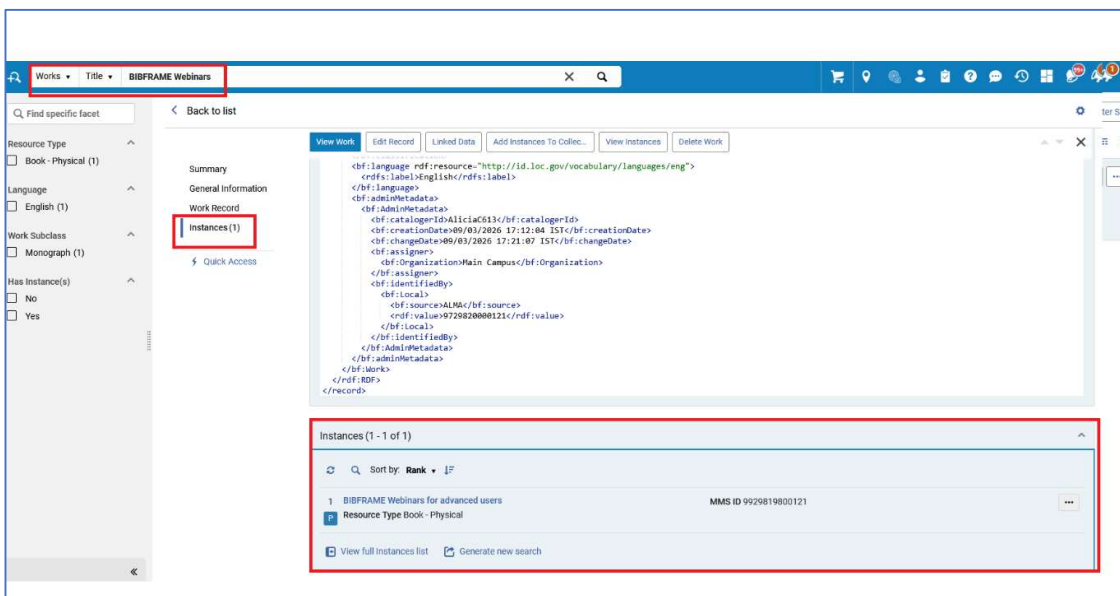 Works Title BIBFRAME Webinars
99+ 1
Find specific facet
Resource Type
Book - Physical (1)
Language
English (1)
Work Subclass
Monograph (1)
Has Instance(s)
No
Yes
Back to list
ter S
Summary
General Information
Work Record
Instances (1)
Quick Access
View Work Edit Record Linked Data Add Instances To Collec... View Instances Delete Work
<bf:language rdf:resource="http://id.loc.gov/vocabulary/languages/eng">
<rdfs:label>English</rdfs:label>
</bf:language>
<bf:adminMetadata>
<bf:AdminMetadata>
<bf:catalogerId>AliciaC613</bf:catalogerId>
<bf:creationDate>09/03/2026 17:12:04 IST</bf:creationDate>
<bf:changeDate>09/03/2026 17:21:07 IST</bf:changeDate>
<bf:assigner>
<bf:Organization>Main Campus</bf:Organization>
</bf:assigner>
<bf:identifiedBy>
<bf:Local>
<bf:source>ALMA</bf:source>
<rdf:value>9729820000121</rdf:value>
</bf:Local>
</bf:identifiedBy>
</bf:AdminMetadata>
</bf:adminMetadata>
</bf:Work>
</rdf:RDF>
</record>
Instances (1 - 1 of 1)
Sort by: Rank
1 BIBFRAME Webinars for advanced users MMS ID 9929819800121
P Resource Type Book - Physical
View full Instances list Generate new search